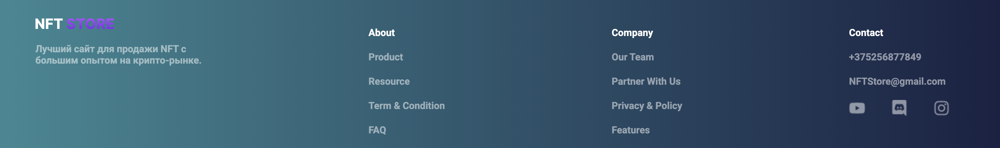 NFT STORE
Лучший сайт для продажи NFT с
большим опытом на крипто-рынке.
About
Product
Resource
Term & Condition
FAQ
Company
Our Team
Partner With Us
Privacy & Policy
Features
Contact
+375256877849
NFTStore@gmail.com